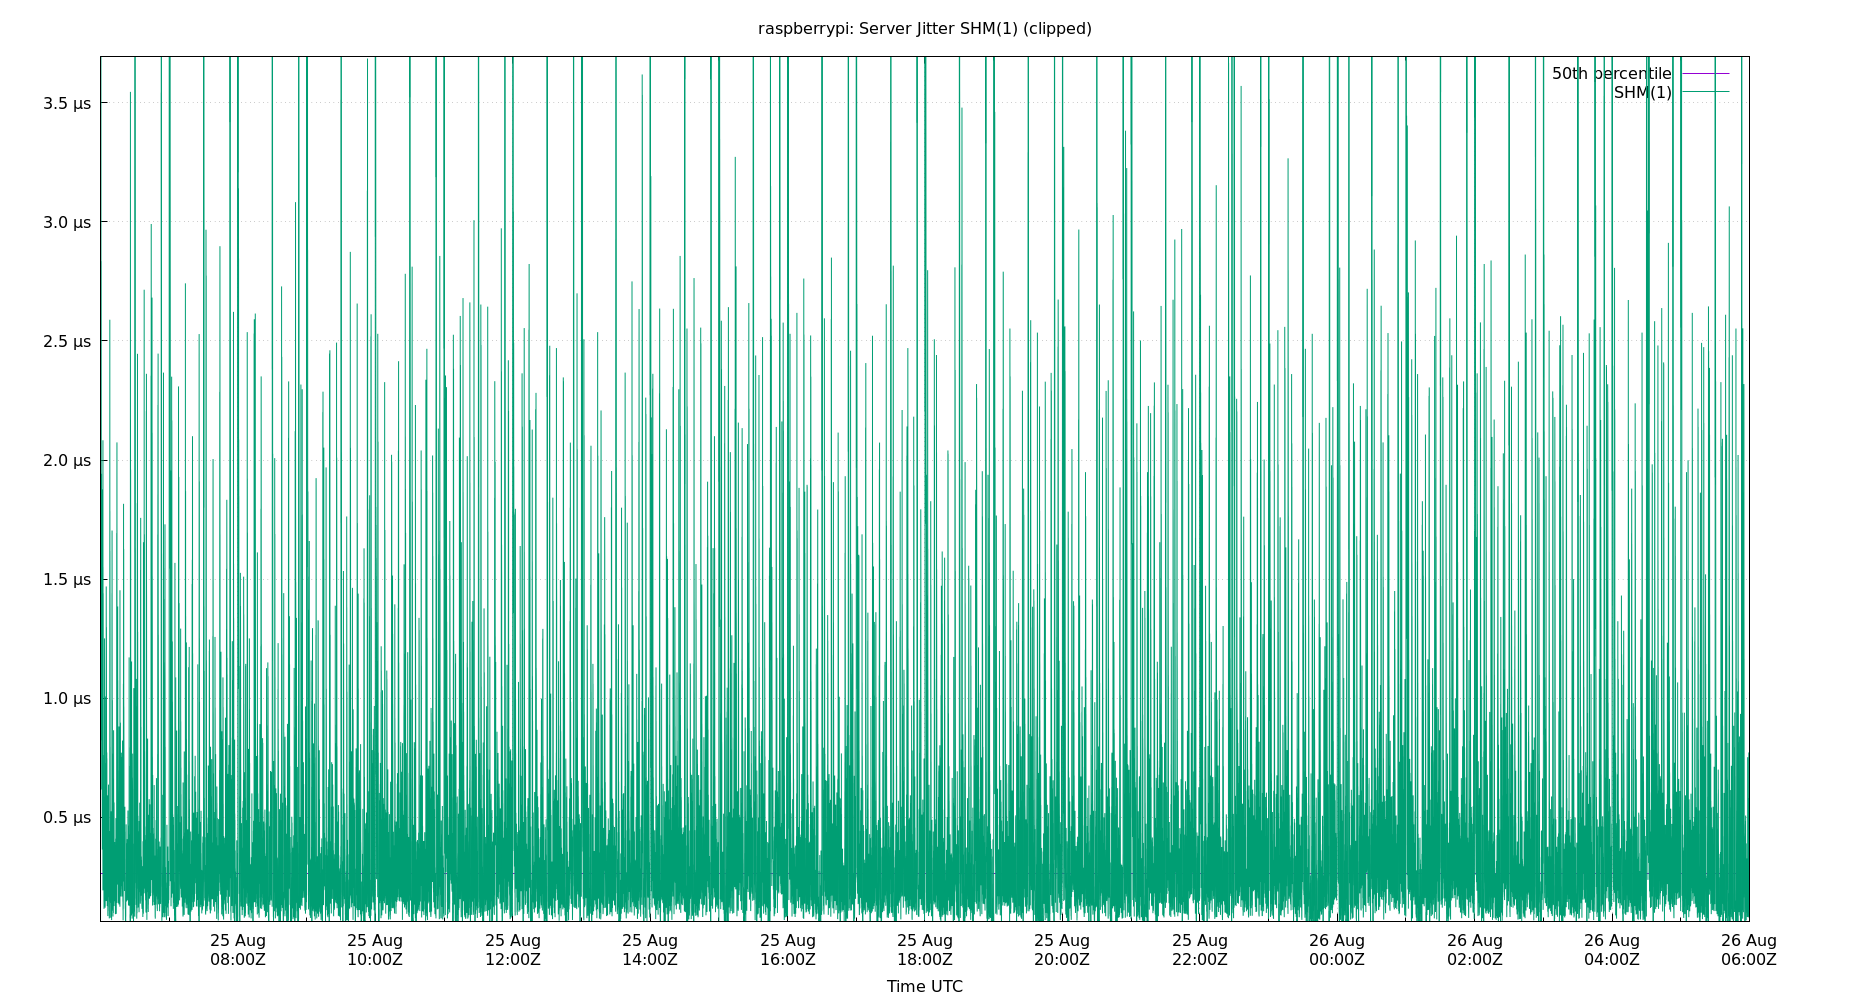 raspberrypi: Server Jitter SHM(1) (clipped)
50th percentile
SHM(1)
3.5 µs
3.0 µs
2.5 µs
2.0 µs
1.5 µs
1.0 µs
0.5 µs
25 Aug 25 Aug 25 Aug 25 Aug 25 Aug 25 Aug 25 Aug 25 Aug 26 Aug 26 Aug 26 Aug 26 Aug
08:00Z 10:00Z 12:00Z 14:00Z 16:00Z 18:00Z 20:00Z 22:00Z 00:00Z 02:00Z 04:00Z 06:00Z
Time UTC